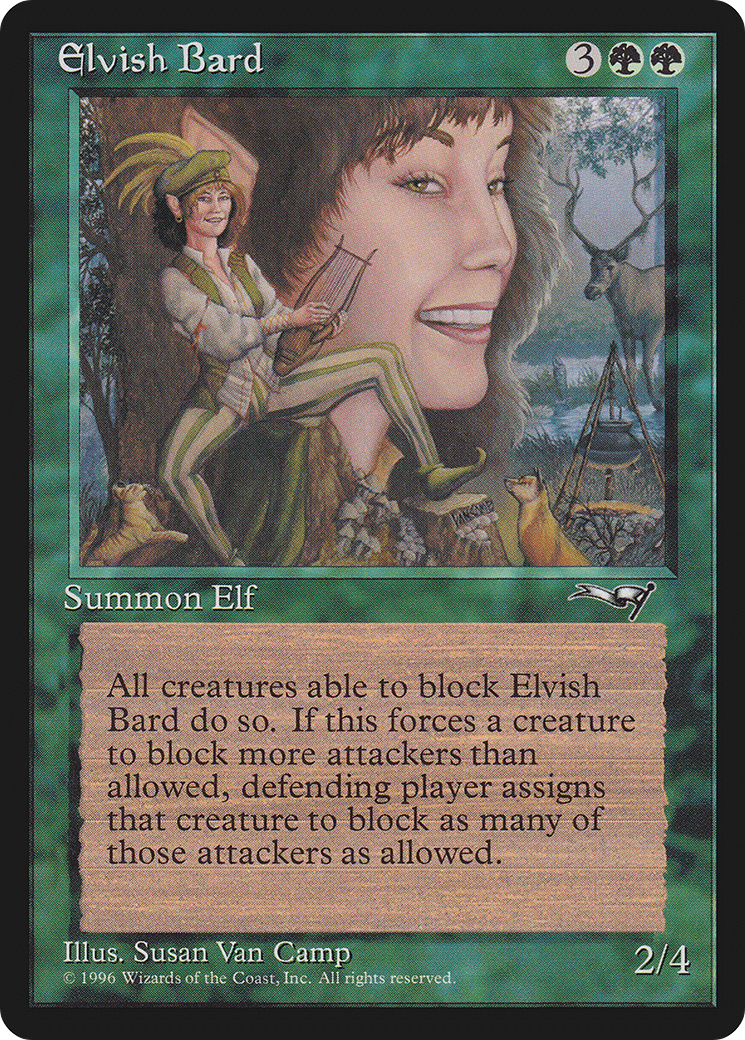 Elvish Bard
3
VANCAMP
Summon Elf
All creatures able to block Elvish
Bard do so. If this forces a creature
to block more attackers than
allowed, defending player assigns
that creature to block as many of
those attackers as allowed.
Illus. Susan Van Camp
2/4
© 1996 Wizards of the Coast, Inc. All rights reserved.